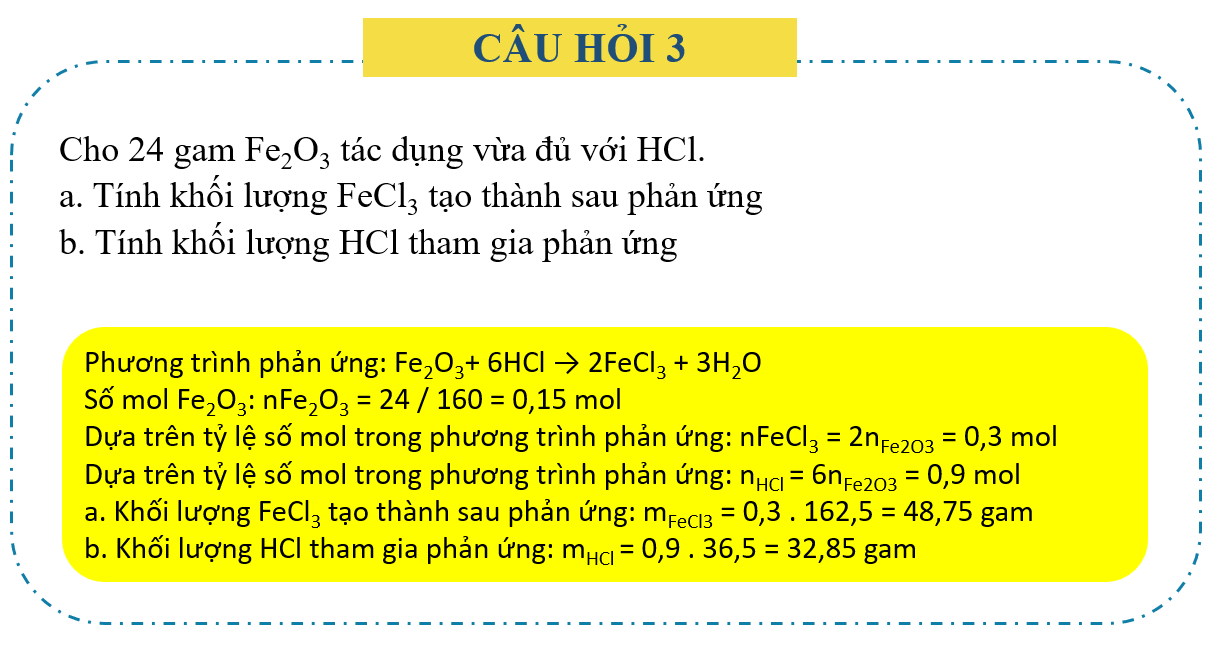 CÂU HỎI 3
Cho 24 gam Fe₂O₃ tác dụng vừa đủ với HCl.
a. Tính khối lượng FeCl₃ tạo thành sau phản ứng
b. Tính khối lượng HCl tham gia phản ứng
Phương trình phản ứng: Fe₂O₃+ 6HCl → 2FeCl₃ + 3H₂O
Số mol Fe₂O₃: nFe₂O₃ = 24 / 160 = 0,15 mol
Dựa trên tỷ lệ số mol trong phương trình phản ứng: nFeCl₃ = 2nFe2O3 = 0,3 mol
Dựa trên tỷ lệ số mol trong phương trình phản ứng: nHCl = 6nFe2O3 = 0,9 mol
a. Khối lượng FeCl₃ tạo thành sau phản ứng: mFeCl3 = 0,3 . 162,5 = 48,75 gam
b. Khối lượng HCl tham gia phản ứng: mHCl = 0,9 . 36,5 = 32,85 gam